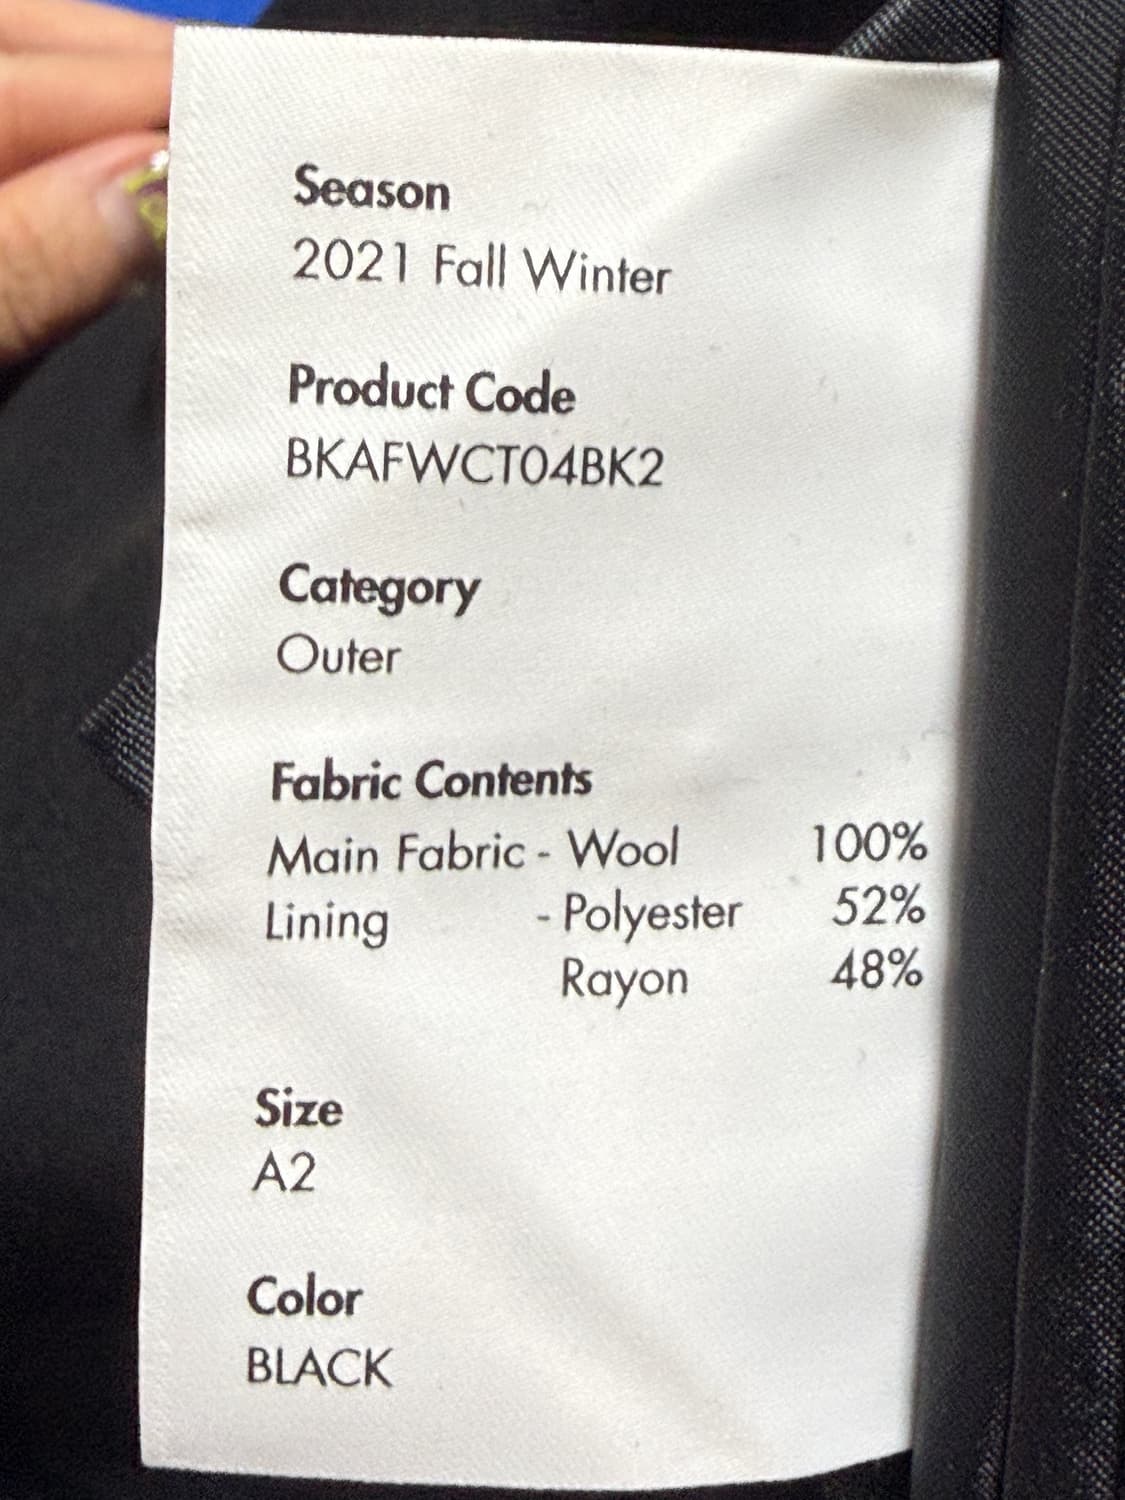 Season
2021 Fall Winter
Product Code
BKAFWCT04BK2
Category
Outer
Fabric Contents
Main Fabric - Wool 100%
Lining - Polyester 52%
Rayon 48%
Size
A2
Color
BLACK